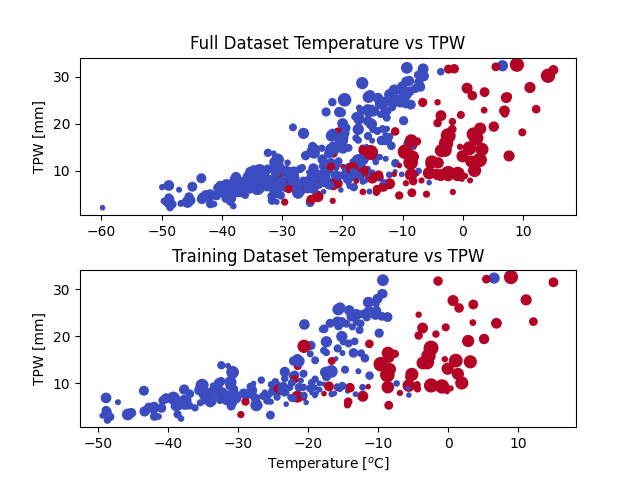 Full Dataset Temperature vs TPW
TPW [mm]
30
20
10
−60 −50 −40 −30 −20 −10 0 10
Training Dataset Temperature vs TPW
TPW [mm]
30
20
10
−50 −40 −30 −20 −10 0 10
Temperature [°C]